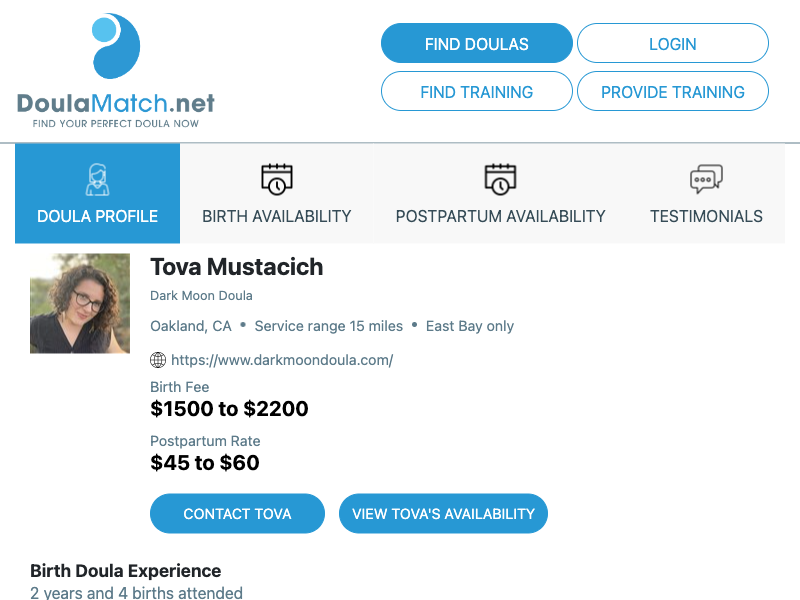 DoulaMatch.net
FIND YOUR PERFECT DOULA NOW
FIND DOULAS
LOGIN
FIND TRAINING
PROVIDE TRAINING
DOULA PROFILE
BIRTH AVAILABILITY
POSTPARTUM AVAILABILITY
TESTIMONIALS
Tova Mustacich
Dark Moon Doula
Oakland, CA • Service range 15 miles • East Bay only
https://www.darkmoondoula.com/
Birth Fee
$1500 to $2200
Postpartum Rate
$45 to $60
CONTACT TOVA
VIEW TOVA'S AVAILABILITY
Birth Doula Experience
2 years and 4 births attended